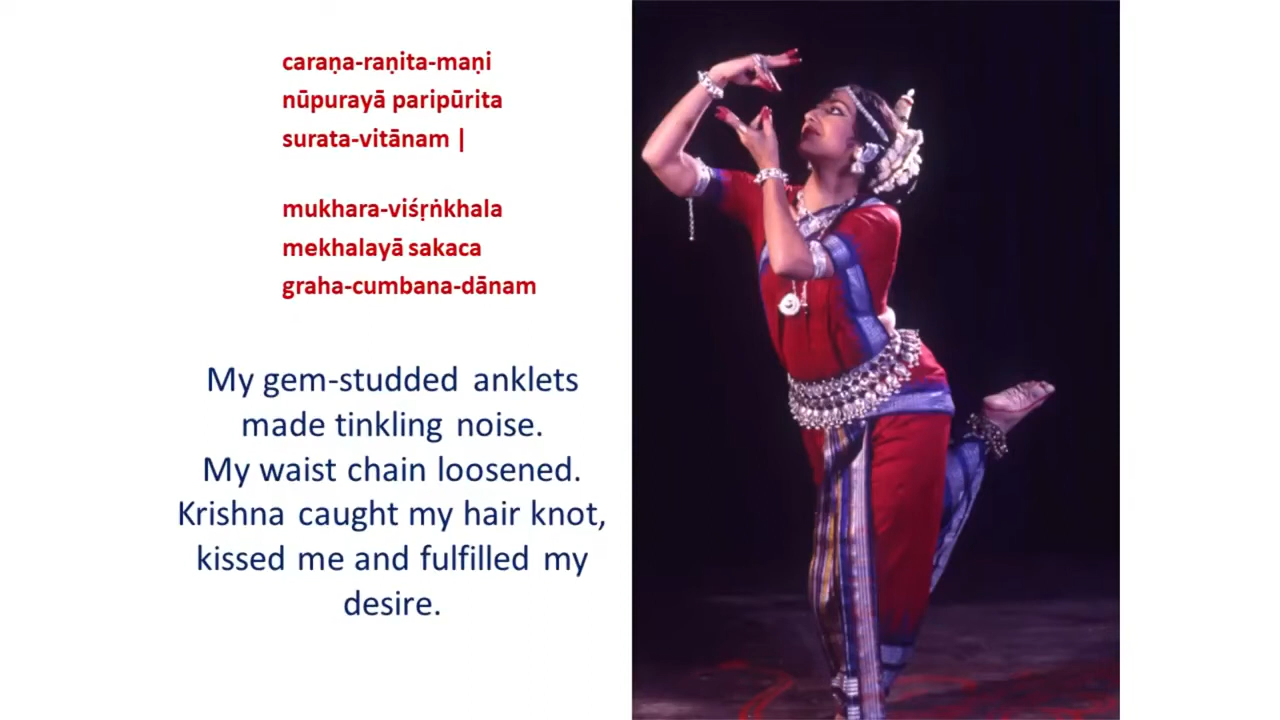 caraṇa-raṇita-maṇi
nūpurayā paripūrita
surata-vitānam |
mukhara-viśṛṅkhala
mekhalayā sakaca
graha-cumbana-dānam
My gem-studded anklets
made tinkling noise.
My waist chain loosened.
Krishna caught my hair knot,
kissed me and fulfilled my
desire.